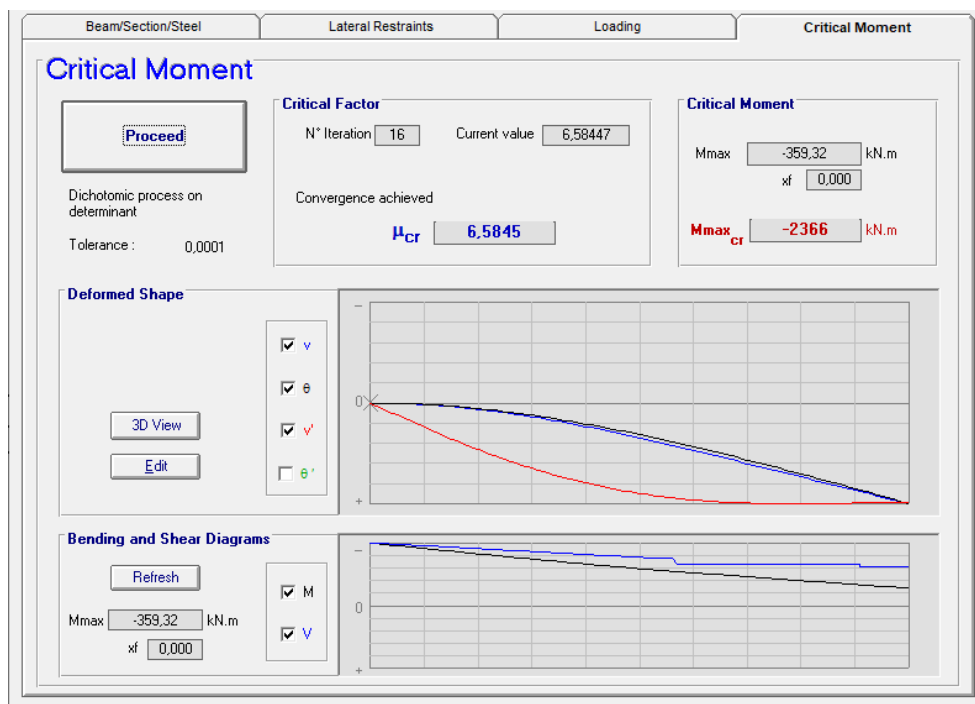 Beam/Section/Steel
Lateral Restraints
Loading
Critical Moment
Critical Moment
Proceed
Dichotomic process on
determinant
Tolerance : 0,0001
Critical Factor
N° Iteration 16 Current value 6,58447
Convergence achieved
μcr 6,5845
Critical Moment
Mmax -359,32 kN.m
xf 0,000
Mmax cr -2366 kN.m
Deformed Shape
v
θ
v'
θ'
3D View
Edit
−
0
+
Bending and Shear Diagrams
Refresh
Mmax -359,32 kN.m
xf 0,000
M
V
−
0
+